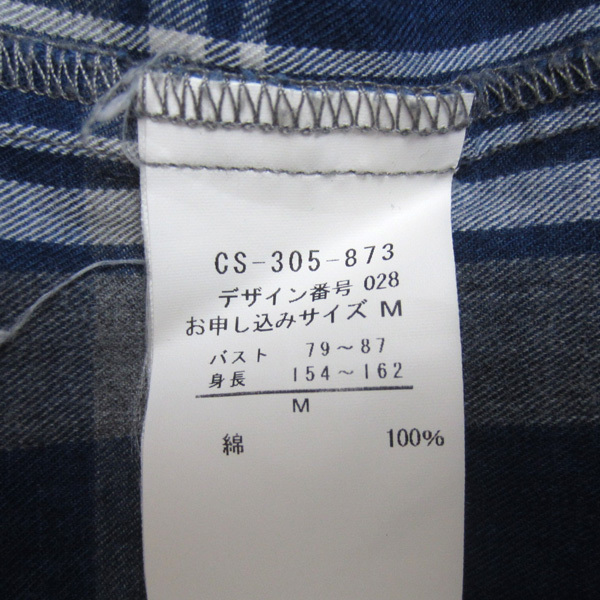 CS-305-873
デザイン番号 028
お申し込みサイズ M
バスト 79～87
身長 154～162
M
綿 100%